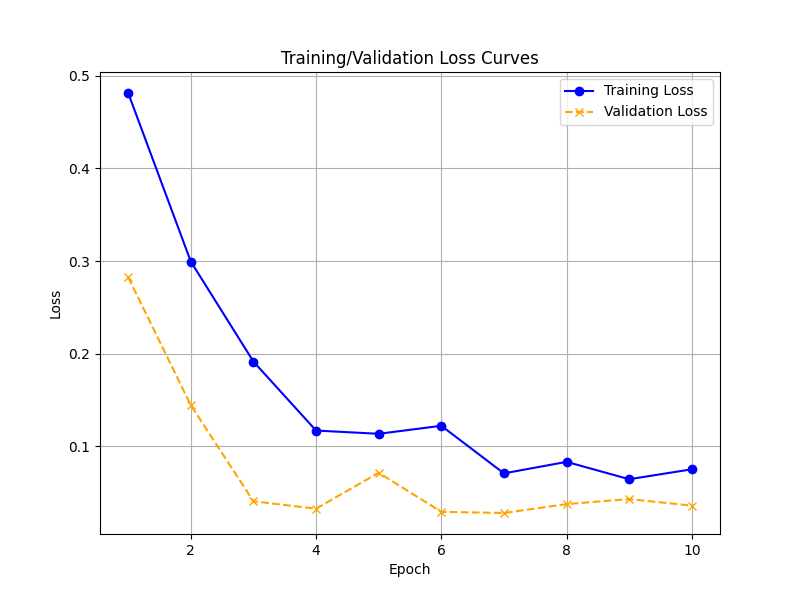 Training/Validation Loss Curves
Training Loss
Validation Loss
0.5
0.4
0.3
0.2
0.1
Loss
2 4 6 8 10
Epoch